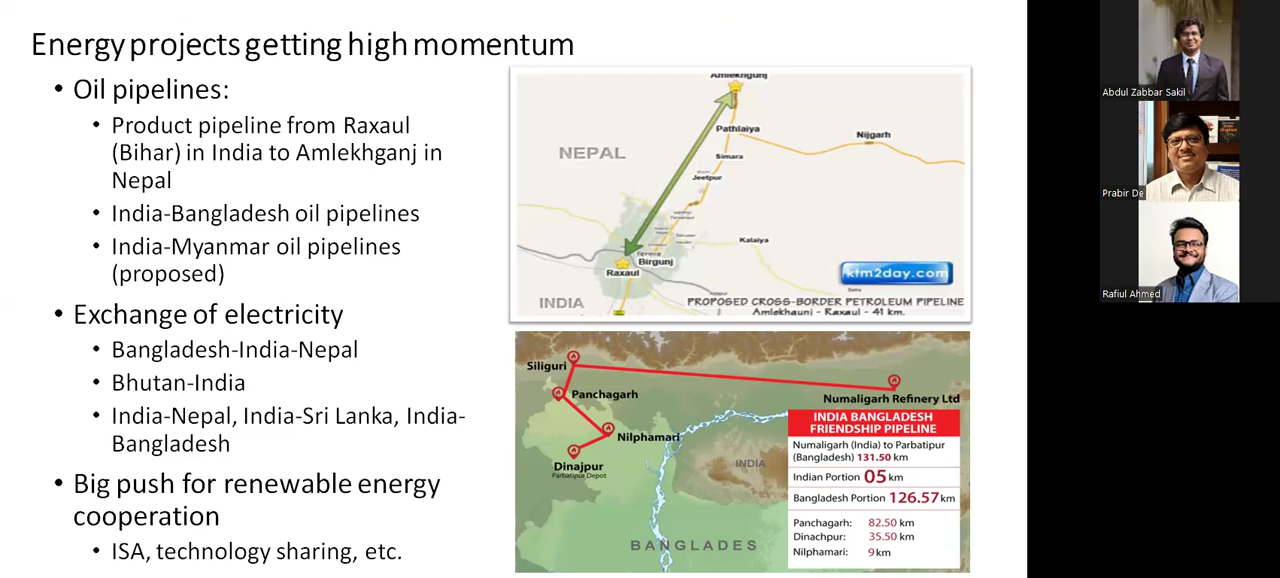 Energy projects getting high momentum
• Oil pipelines:
• Product pipeline from Raxaul
(Bihar) in India to Amlekhganj in
Nepal
• India-Bangladesh oil pipelines
• India-Myanmar oil pipelines
(proposed)
• Exchange of electricity
• Bangladesh-India-Nepal
• Bhutan-India
• India-Nepal, India-Sri Lanka, India-
Bangladesh
• Big push for renewable energy
cooperation
• ISA, technology sharing, etc.
Amlekhgunj
Pathlaiya
Nijgarh
NEPAL
Simara
Jeetpur
Kalaiya
Birgunj
Raxaul
ktm2day.com
INDIA
PROPOSED CROSS-BORDER PETROLEUM PIPELINE
Amlekhgunj - Raxaul - 41 km.
Siliguri
Panchagarh
Numaligarh Refinery Ltd
Nilphamari
Dinajpur
Parbatipur Depot
INDIA
BANGLADES
INDIA BANGLADESH
FRIENDSHIP PIPELINE
Numaligarh (India) to Parbatipur
(Bangladesh) 131.50 km
Indian Portion 05 km
Bangladesh Portion 126.57 km
Panchagarh: 82.50 km
Dinachpur: 35.50 km
Nilphamari: 9 km
Abdul Zabbar Sakil
Prabir De
Rafiul Ahmed